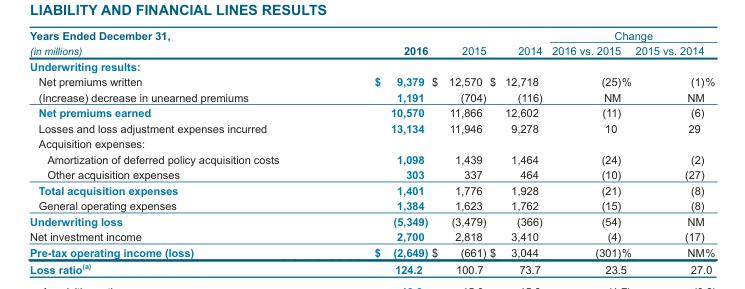 LIABILITY AND FINANCIAL LINES RESULTS
Years Ended December 31, Change
(in millions) 2016 2015 2014 2016 vs. 2015 2015 vs. 2014
Underwriting results:
Net premiums written $ 9,379 $ 12,570 $ 12,718 (25)% (1)%
(Increase) decrease in unearned premiums 1,191 (704) (116) NM NM
Net premiums earned 10,570 11,866 12,602 (11) (6)
Losses and loss adjustment expenses incurred 13,134 11,946 9,278 10 29
Acquisition expenses:
Amortization of deferred policy acquisition costs 1,098 1,439 1,464 (24) (2)
Other acquisition expenses 303 337 464 (10) (27)
Total acquisition expenses 1,401 1,776 1,928 (21) (8)
General operating expenses 1,384 1,623 1,762 (15) (8)
Underwriting loss (5,349) (3,479) (366) (54) NM
Net investment income 2,700 2,818 3,410 (4) (17)
Pre-tax operating income (loss) $ (2,649) $ (661) $ 3,044 (301)% NM%
Loss ratio(a) 124.2 100.7 73.7 23.5 27.0